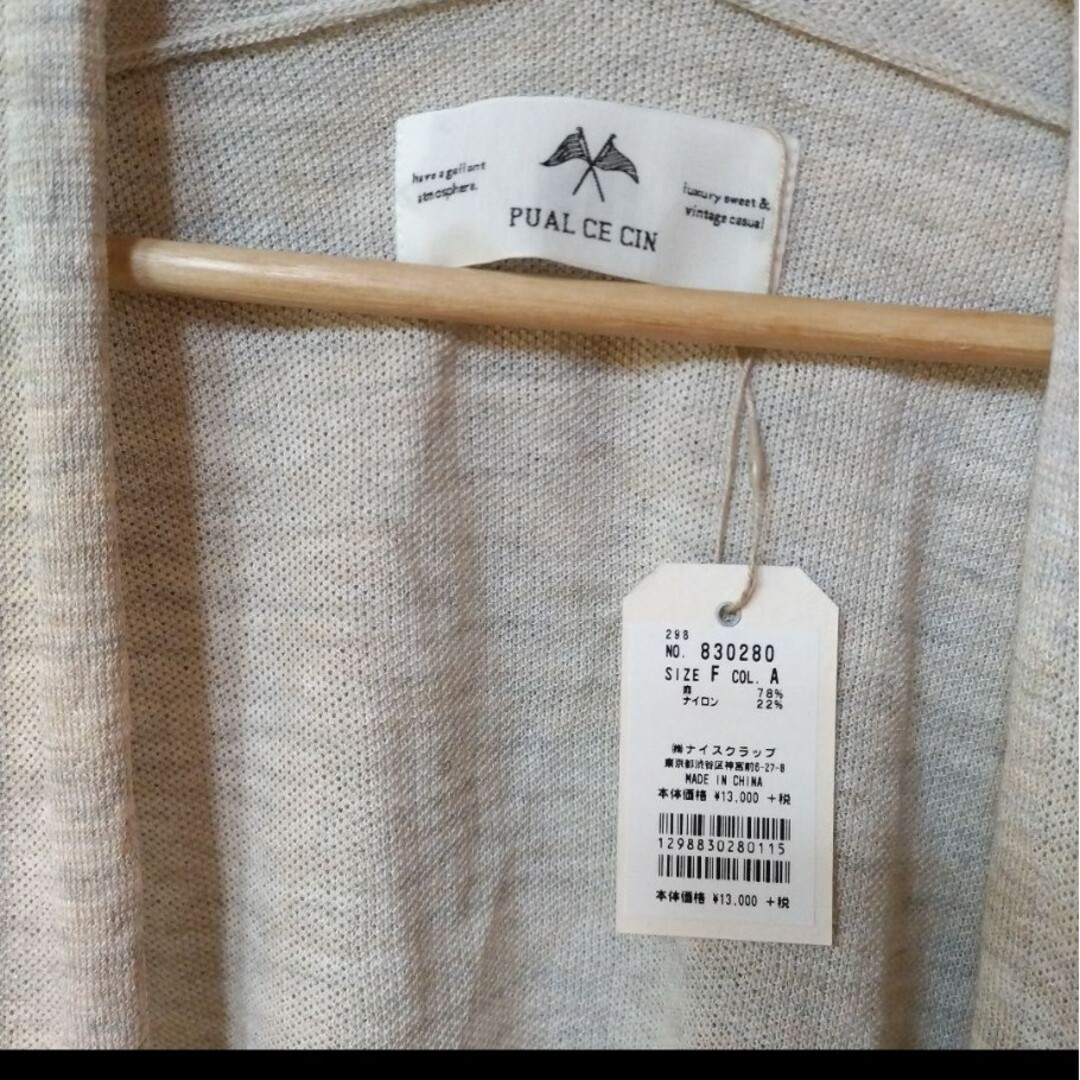 have a gallant
atmosphere.
luxury sweet &
vintage casual
PUAL CE CIN
298
NO. 830280
SIZE F COL. A
麻 78%
ナイロン 22%
㈱ナイスクラップ
東京都渋谷区神宮前6-27-8
MADE IN CHINA
本体価格 ¥13,000 +税
1298830280115
本体価格 ¥13,000 +税